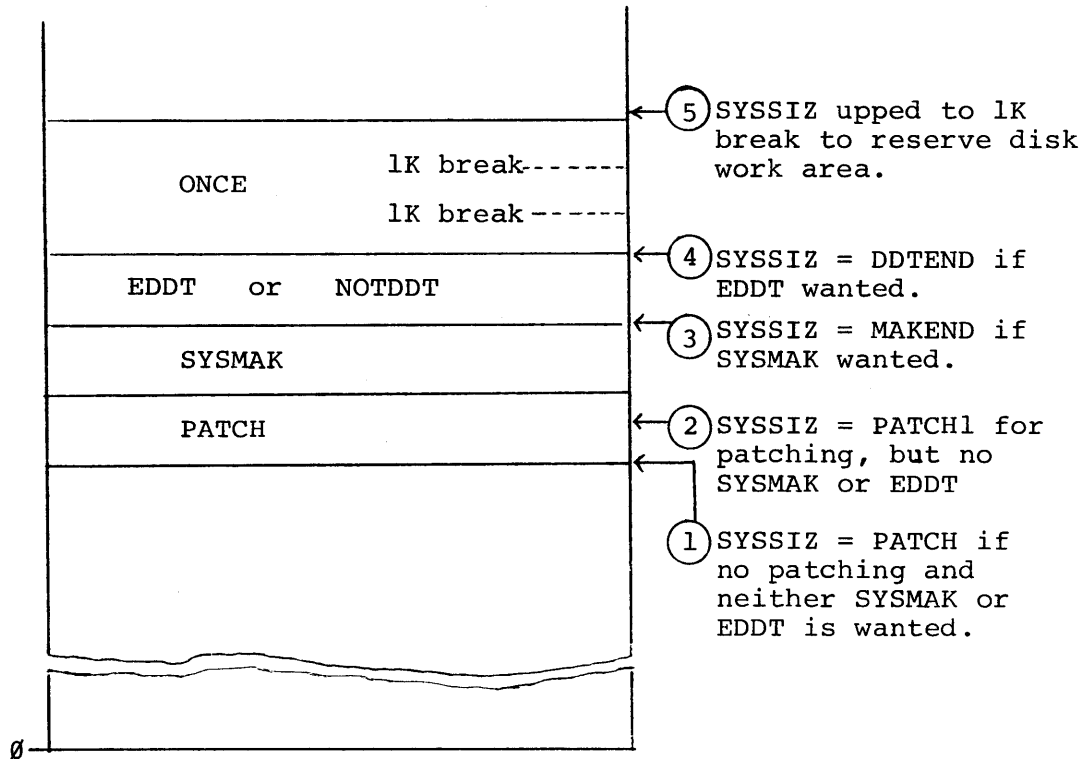 5 SYSSIZ upped to 1K
break to reserve disk
work area.
1K break
ONCE
1K break
4 SYSSIZ = DDTEND if
EDDT wanted.
EDDT or NOTDDT
3 SYSSIZ = MAKEND if
SYSMAK wanted.
SYSMAK
2 SYSSIZ = PATCH1 for
patching, but no
SYSMAK or EDDT
PATCH
1 SYSSIZ = PATCH if
no patching and
neither SYSMAK or
EDDT is wanted.
Ø